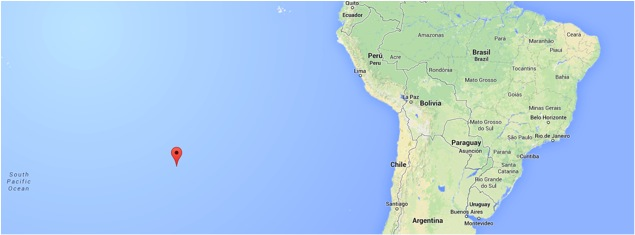 Quito
Ecuador
Amazonas
Pará
Maranhão
Ceará
Piauí
Perú
Peru
Acre
Brasil
Brazil
Tocantins
Lima
Rondônia
Mato Grosso
Bahia
La Paz
Bolivia
Goiás
Minas Gerais
Belo Horizonte
Mato Grosso
do Sul
São Paulo
Rio de Janeiro
Paraguay
Asunción
Paraná
Curitiba
South
Pacific
Ocean
Chile
Santa
Catarina
Rio Grande
do Sul
Santiago
Uruguay
Buenos Aires
Montevideo
Argentina